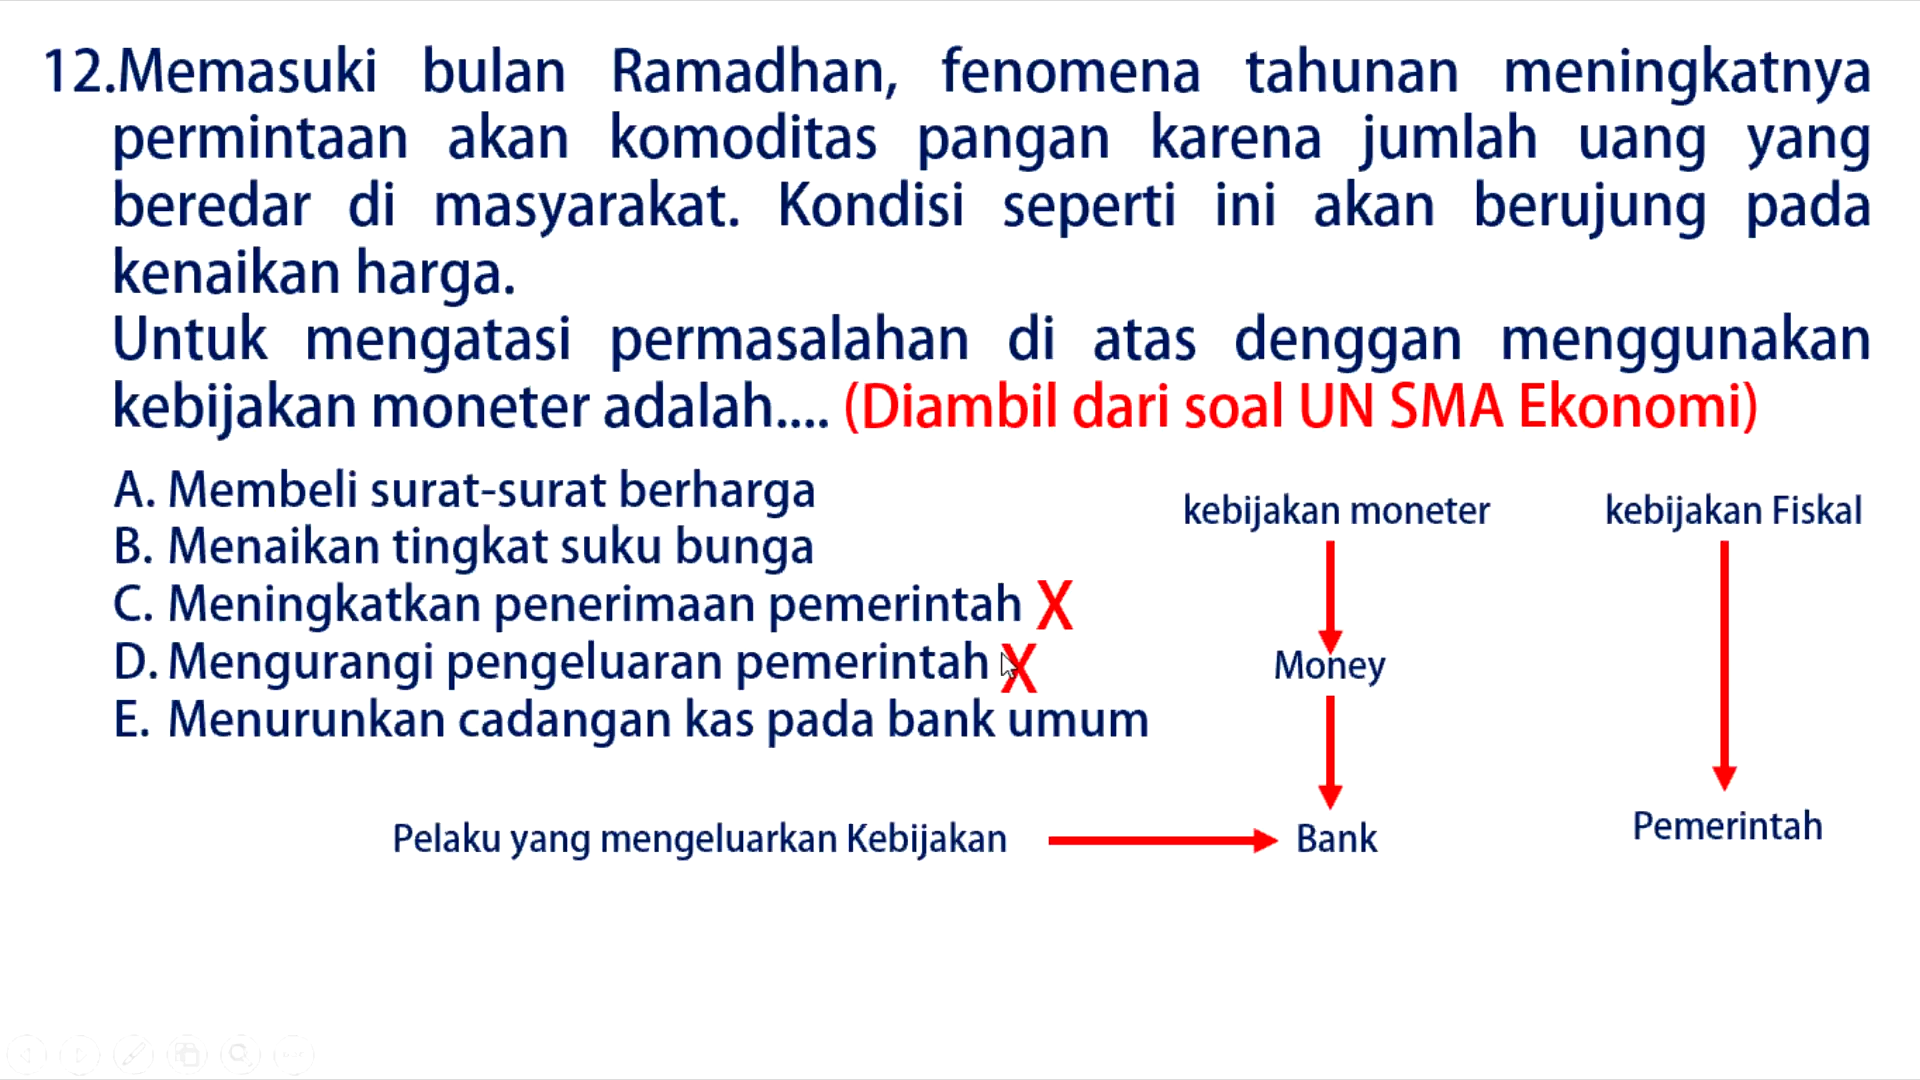 12.Memasuki bulan Ramadhan, fenomena tahunan meningkatnya
permintaan akan komoditas pangan karena jumlah uang yang
beredar di masyarakat. Kondisi seperti ini akan berujung pada
kenaikan harga.
Untuk mengatasi permasalahan di atas denggan menggunakan
kebijakan moneter adalah.... (Diambil dari soal UN SMA Ekonomi)
A. Membeli surat-surat berharga
B. Menaikan tingkat suku bunga
C. Meningkatkan penerimaan pemerintah X
D. Mengurangi pengeluaran pemerintah X
E. Menurunkan cadangan kas pada bank umum
kebijakan moneter
Money
Pelaku yang mengeluarkan Kebijakan
Bank
kebijakan Fiskal
Pemerintah